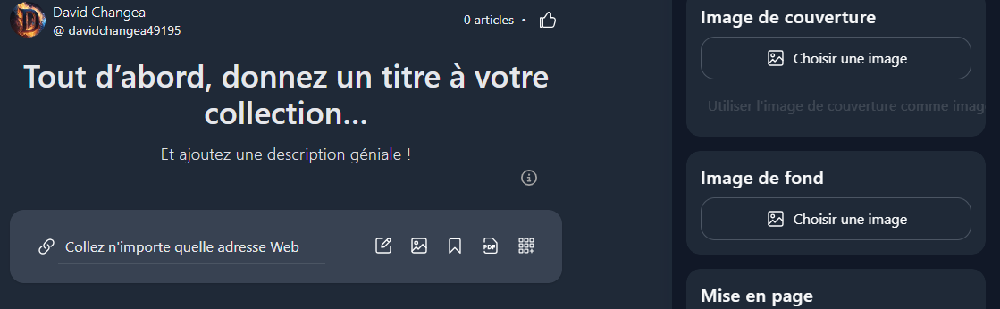 David Changea
@ davidchangea49195
0 articles •
Tout d’abord, donnez un titre à votre
collection...
Et ajoutez une description géniale !
Collez n'importe quelle adresse Web
PDF
Image de couverture
Choisir une image
Utiliser l'image de couverture comme imag
Image de fond
Choisir une image
Mise en page